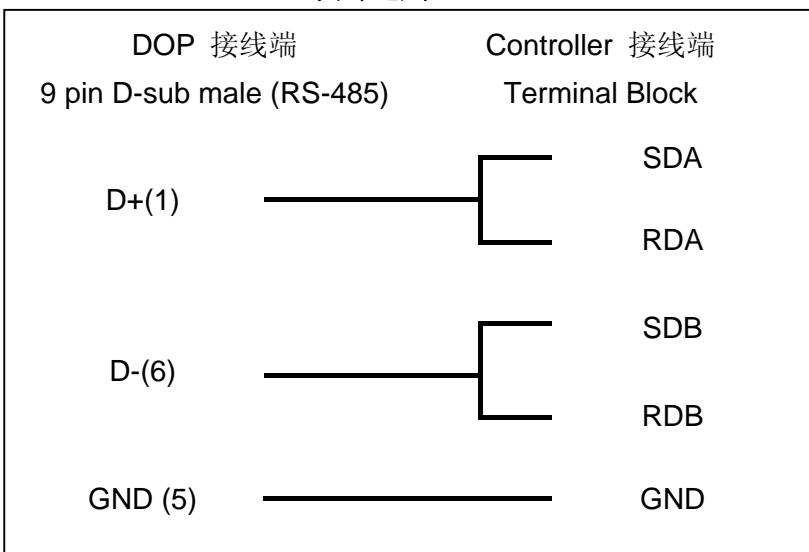 DOP 接线端 Controller 接线端
9 pin D-sub male (RS-485) Terminal Block
SDA
D+(1)
RDA
SDB
D-(6)
RDB
GND (5) GND